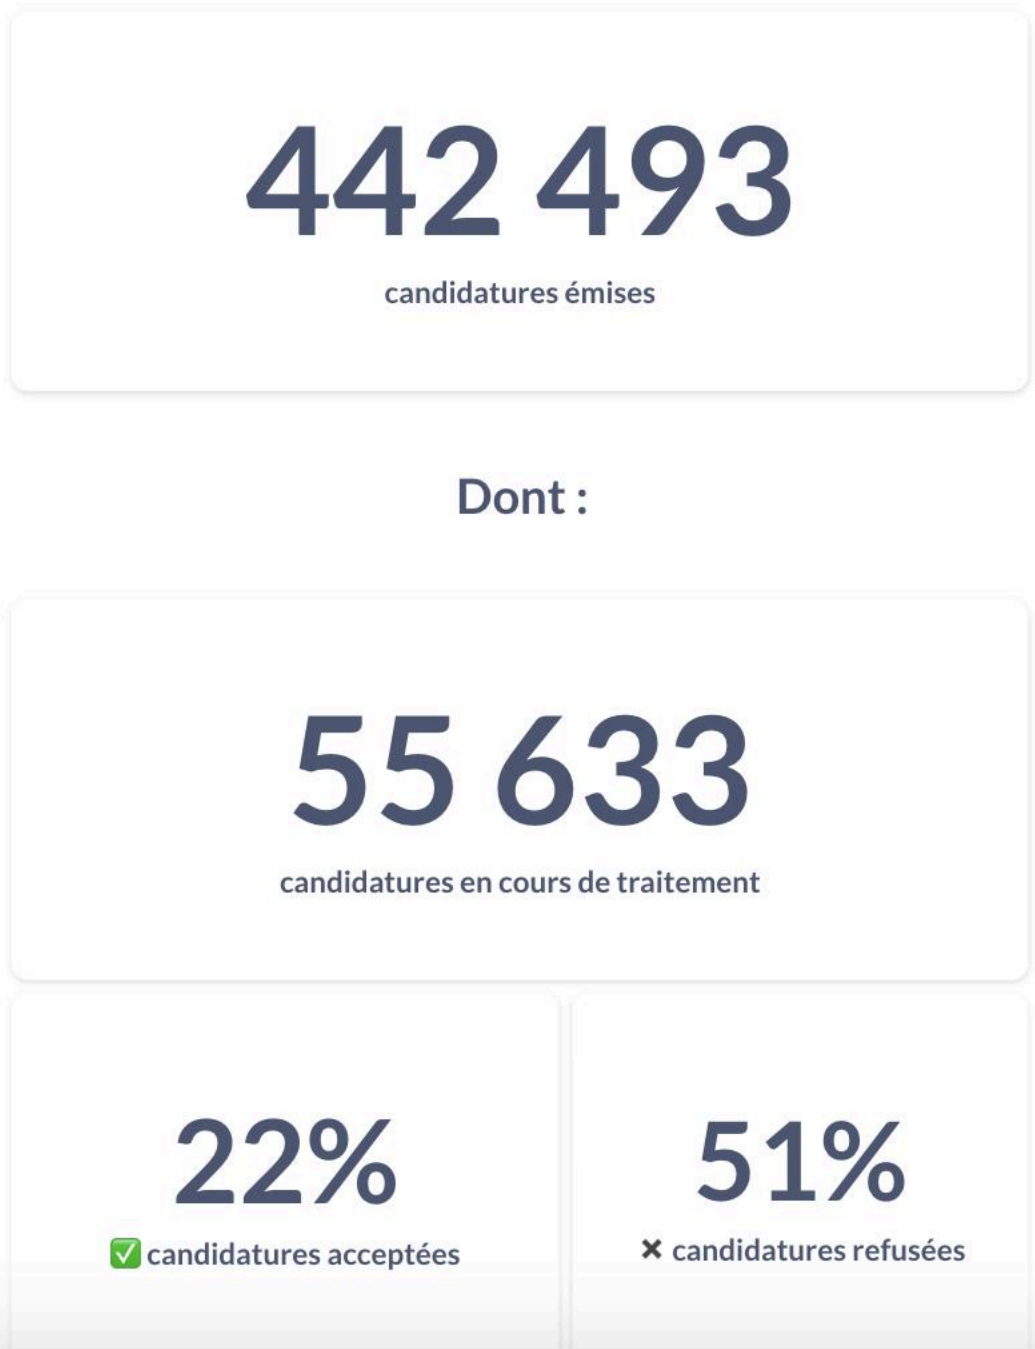 442 493
candidatures émises
Dont :
55 633
candidatures en cours de traitement
22%
✅ candidatures acceptées
51%
❌ candidatures refusées